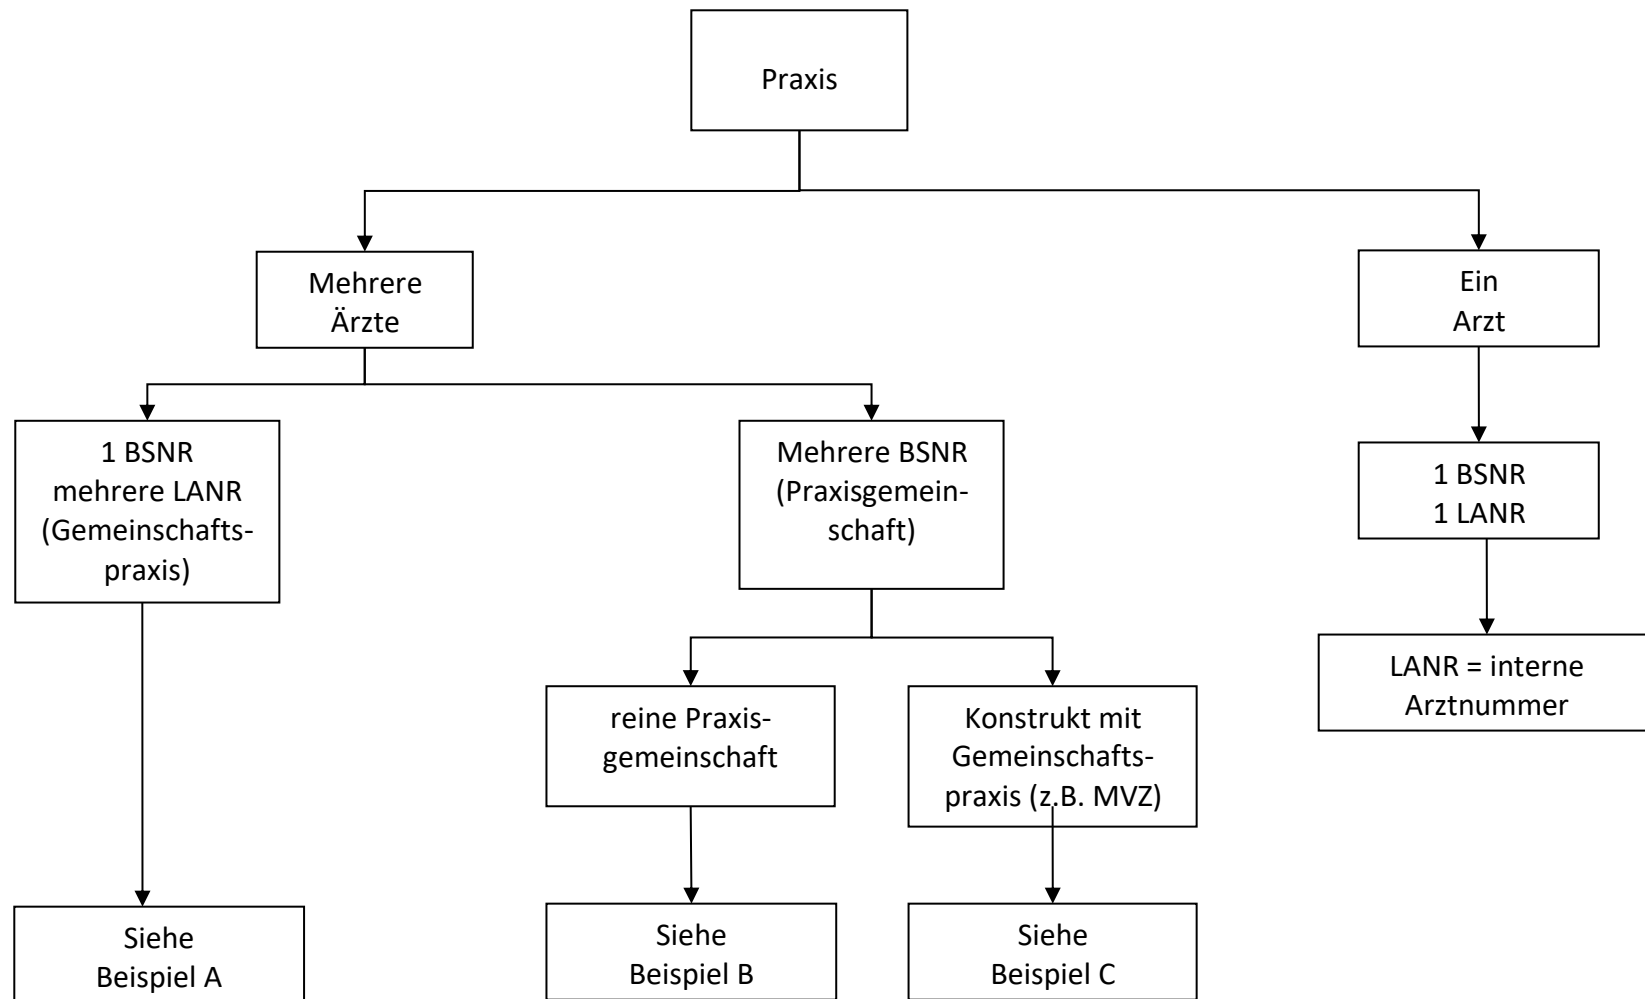 Praxis
Mehrere
Ärzte
Ein
Arzt
1 BSNR
mehrere LANR
(Gemeinschafts-
praxis)
Mehrere BSNR
(Praxisgemein-
schaft)
1 BSNR
1 LANR
LANR = interne
Arztnummer
reine Praxis-
gemeinschaft
Konstrukt mit
Gemeinschafts-
praxis (z.B. MVZ)
Siehe
Beispiel A
Siehe
Beispiel B
Siehe
Beispiel C